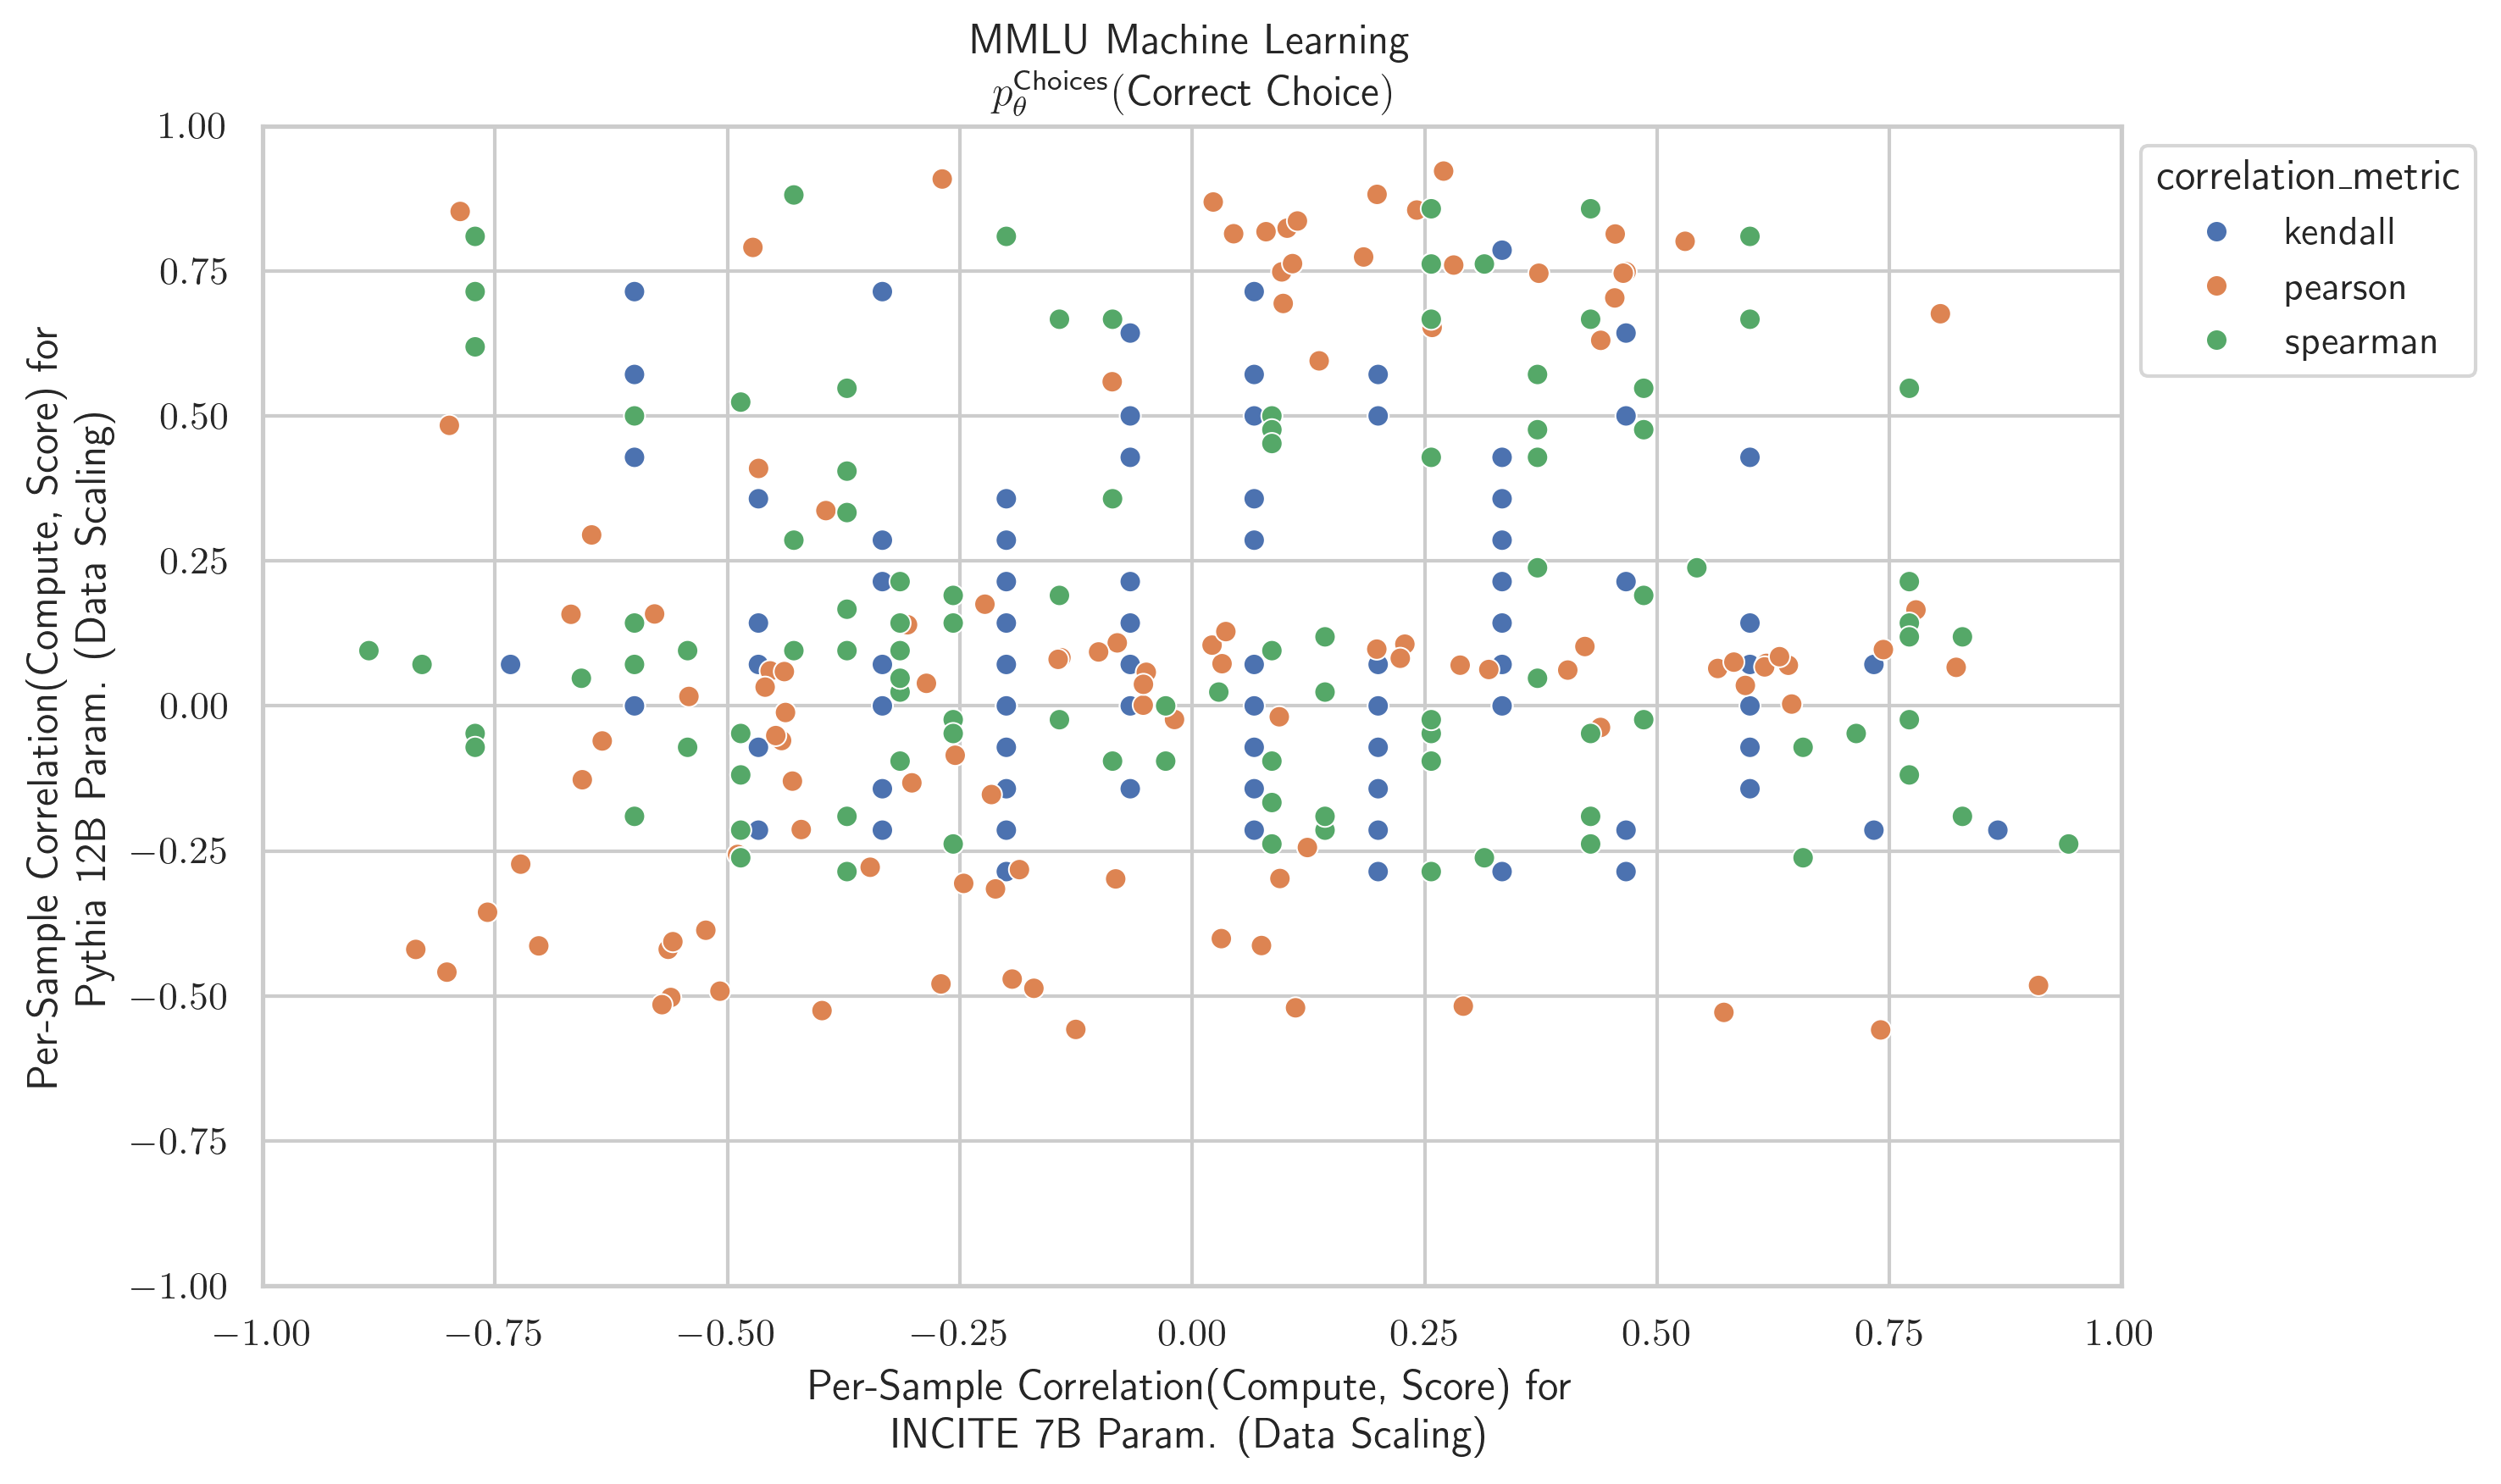 MMLU Machine Learning
p_θ^Choices(Correct Choice)
1.00
0.75
0.50
0.25
0.00
−0.25
−0.50
−0.75
−1.00
Per-Sample Correlation(Compute, Score) for
Pythia 12B Param. (Data Scaling)
−1.00 −0.75 −0.50 −0.25 0.00 0.25 0.50 0.75 1.00
Per-Sample Correlation(Compute, Score) for
INCITE 7B Param. (Data Scaling)
correlation_metric
kendall
pearson
spearman